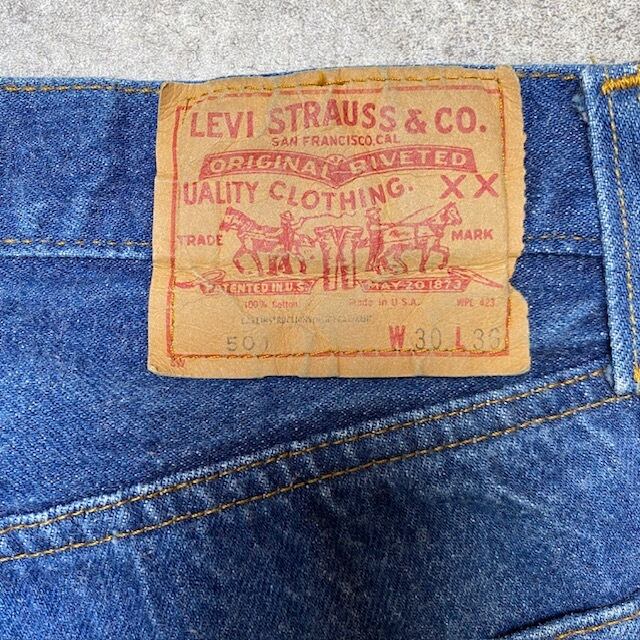 LEVI STRAUSS & CO.
SAN FRANCISCO, CAL
ORIGINAL RIVETED
UALITY CLOTHING. XX
TRADE MARK
PATENTED IN U.S. MAY 20 1873
100% Cotton Made in U.S.A. WPL 423
501 W 30 L 36